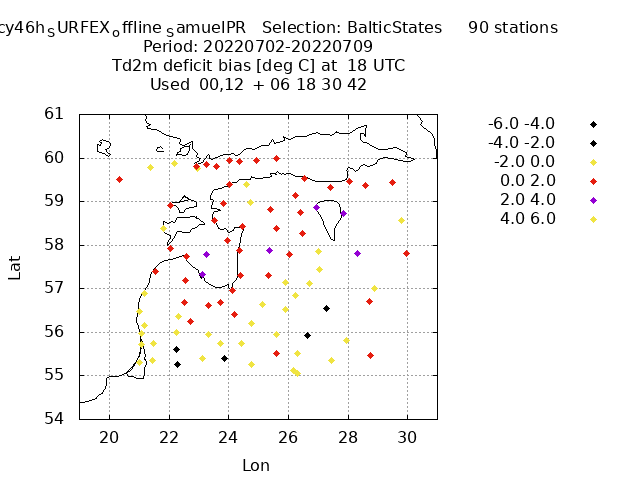 cy46h_SURFEX_offline_SamuelPR Selection: BalticStates 90 stations
Period: 20220702-20220709
Td2m deficit bias [deg C] at 18 UTC
Used 00,12 + 06 18 30 42
-6.0 -4.0
-4.0 -2.0
-2.0 0.0
0.0 2.0
2.0 4.0
4.0 6.0
61
60
59
58
57
56
55
54
Lat
20 22 24 26 28 30
Lon